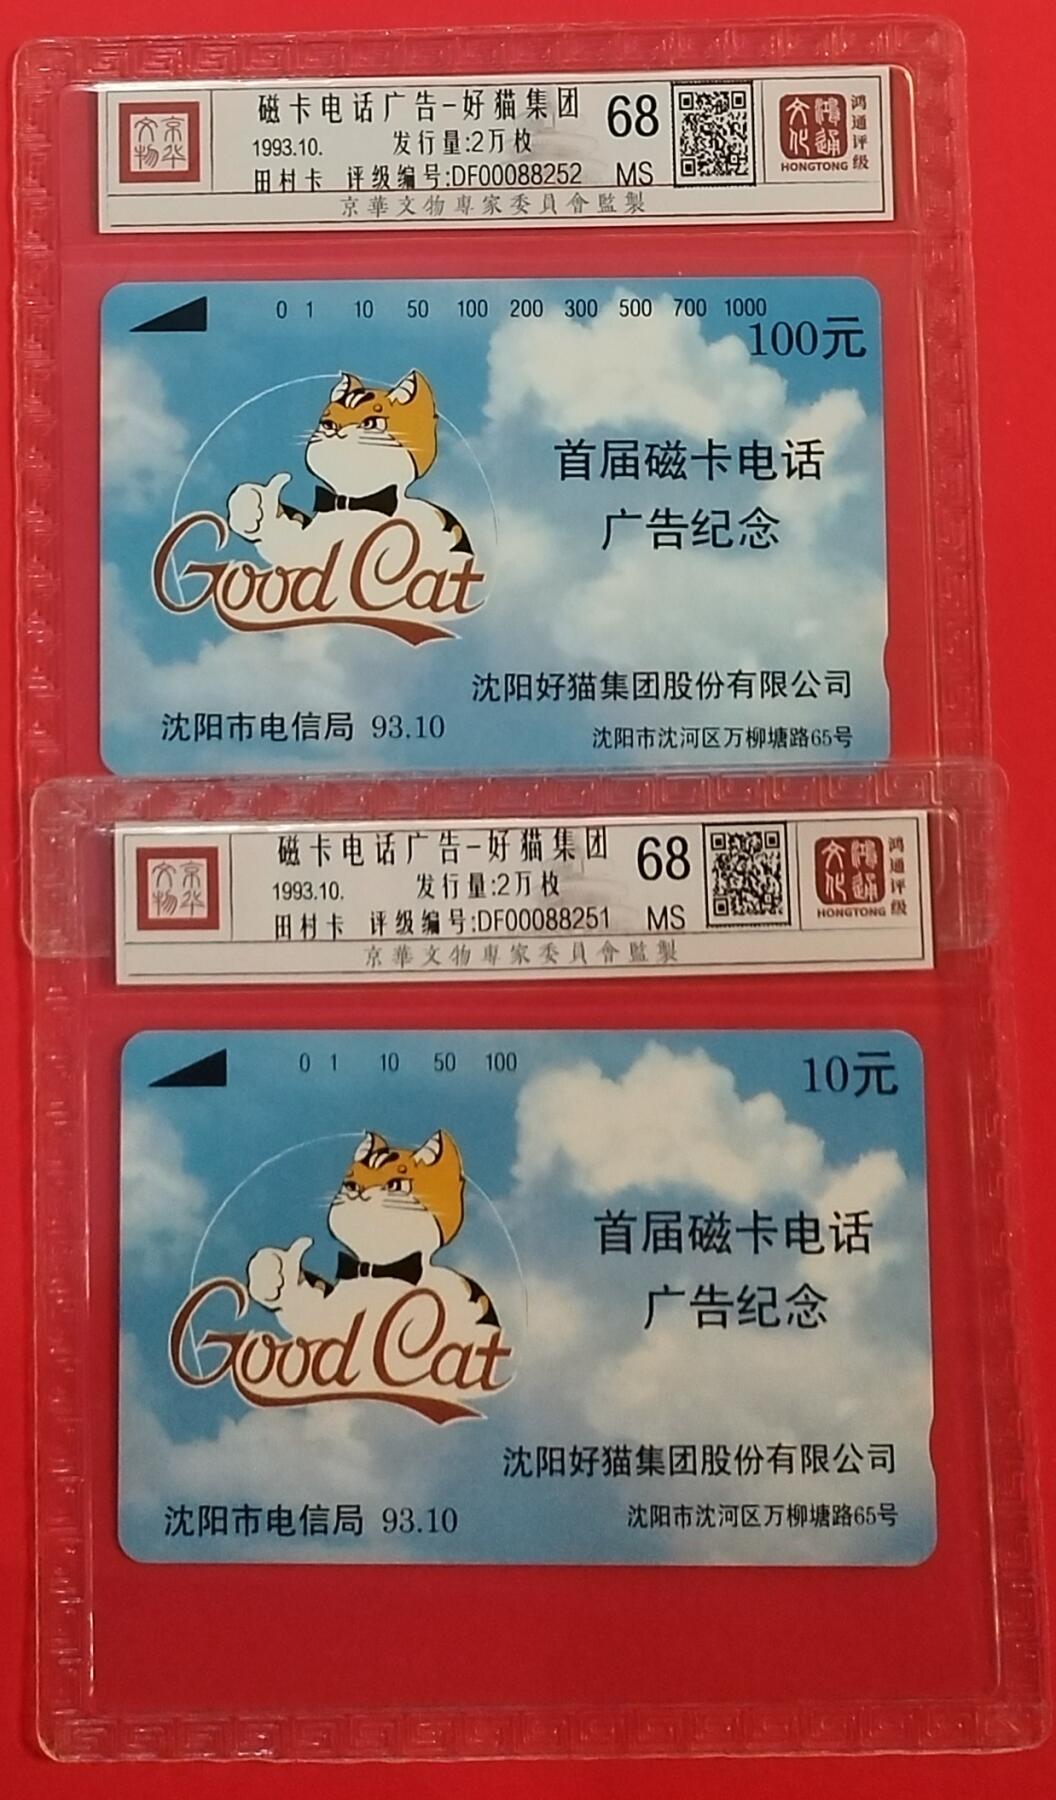 磁卡电话广告-好猫集团
1993.10. 发行量:2万枚
田村卡 评级编号:DF00088252
68
MS
京華文物專家委員會監製
京华文物
鸿通文化
HONGTONG
鸿通评级
0 1 10 50 100 200 300 500 700 1000
100元
首届磁卡电话
广告纪念
Good Cat
沈阳好猫集团股份有限公司
沈阳市电信局 93.10
沈阳市沈河区万柳塘路65号
磁卡电话广告-好猫集团
1993.10. 发行量:2万枚
田村卡 评级编号:DF00088251
68
MS
京華文物專家委員會監製
京华文物
鸿通文化
HONGTONG
鸿通评级
0 1 10 50 100
10元
首届磁卡电话
广告纪念
Good Cat
沈阳好猫集团股份有限公司
沈阳市电信局 93.10
沈阳市沈河区万柳塘路65号